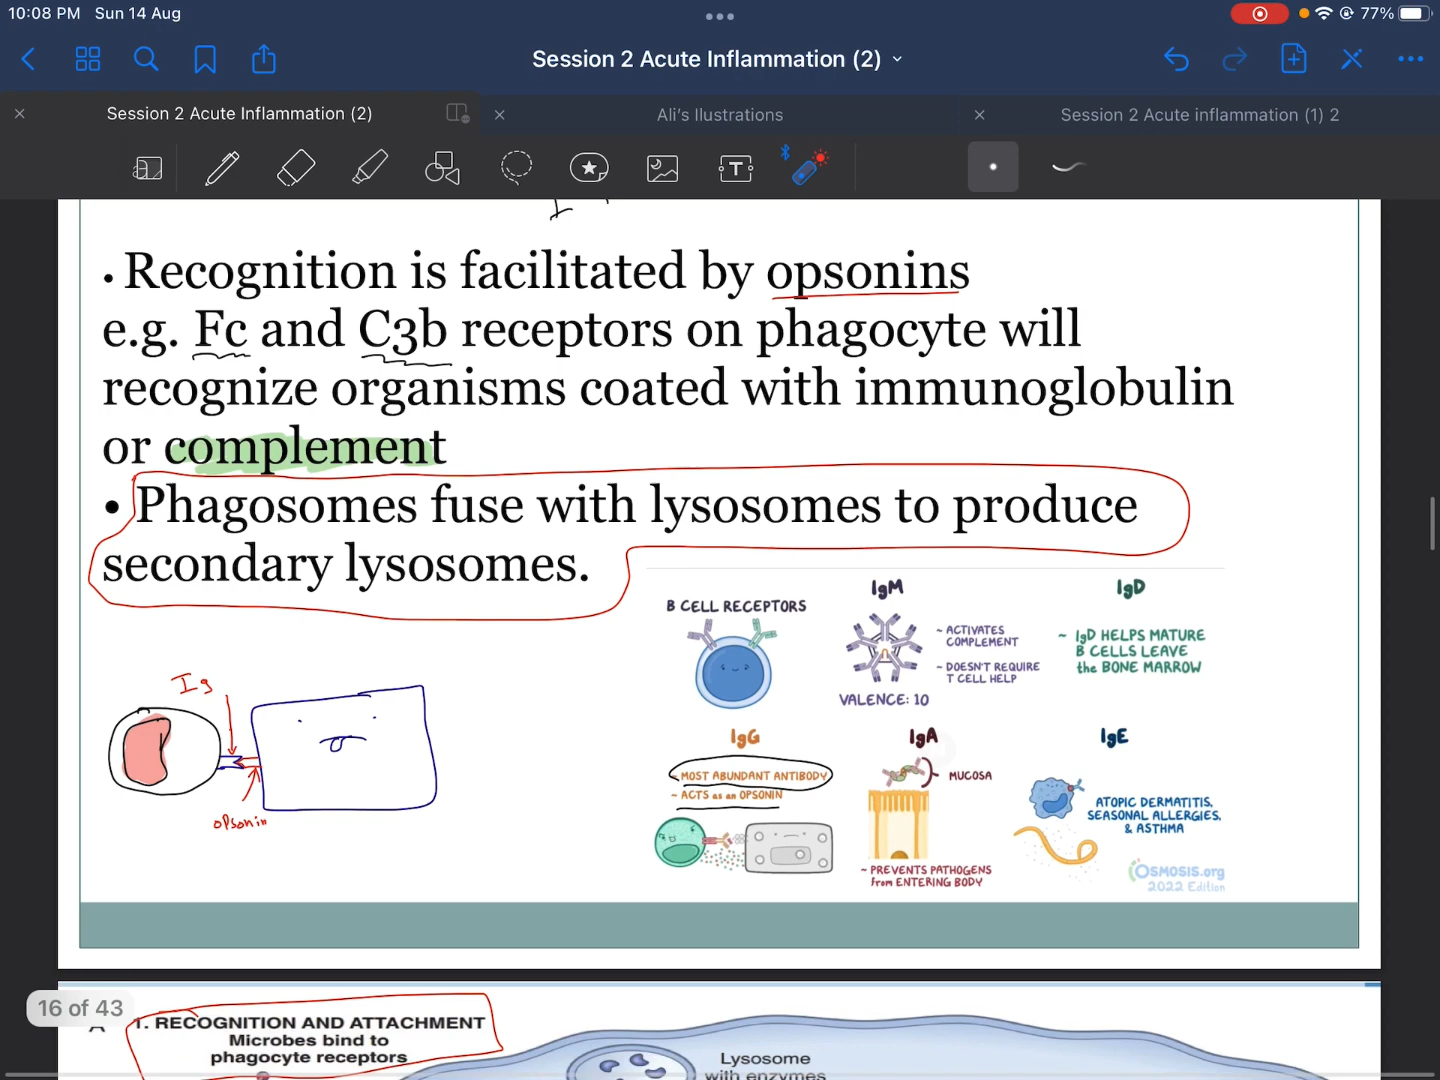 10:08 PM Sun 14 Aug
77%
Session 2 Acute Inflammation (2)
Session 2 Acute Inflammation (2)
Ali's Ilustrations
Session 2 Acute inflammation (1) 2
• Recognition is facilitated by opsonins
e.g. Fc and C3b receptors on phagocyte will
recognize organisms coated with immunoglobulin
or complement
• Phagosomes fuse with lysosomes to produce
secondary lysosomes.
Ig
opsonin
B CELL RECEPTORS
IgM
~ ACTIVATES
COMPLEMENT
~ DOESN'T REQUIRE
T CELL HELP
VALENCE: 10
IgD
~ IgD HELPS MATURE
B CELLS LEAVE
the BONE MARROW
IgG
~ MOST ABUNDANT ANTIBODY
~ ACTS as an OPSONIN
IgA
MUCOSA
~ PREVENTS PATHOGENS
from ENTERING BODY
IgE
ATOPIC DERMATITIS,
SEASONAL ALLERGIES,
& ASTHMA
OSMOSIS.org
2022 Edition
16 of 43
A
1. RECOGNITION AND ATTACHMENT
Microbes bind to
phagocyte receptors
Lysosome
with enzymes